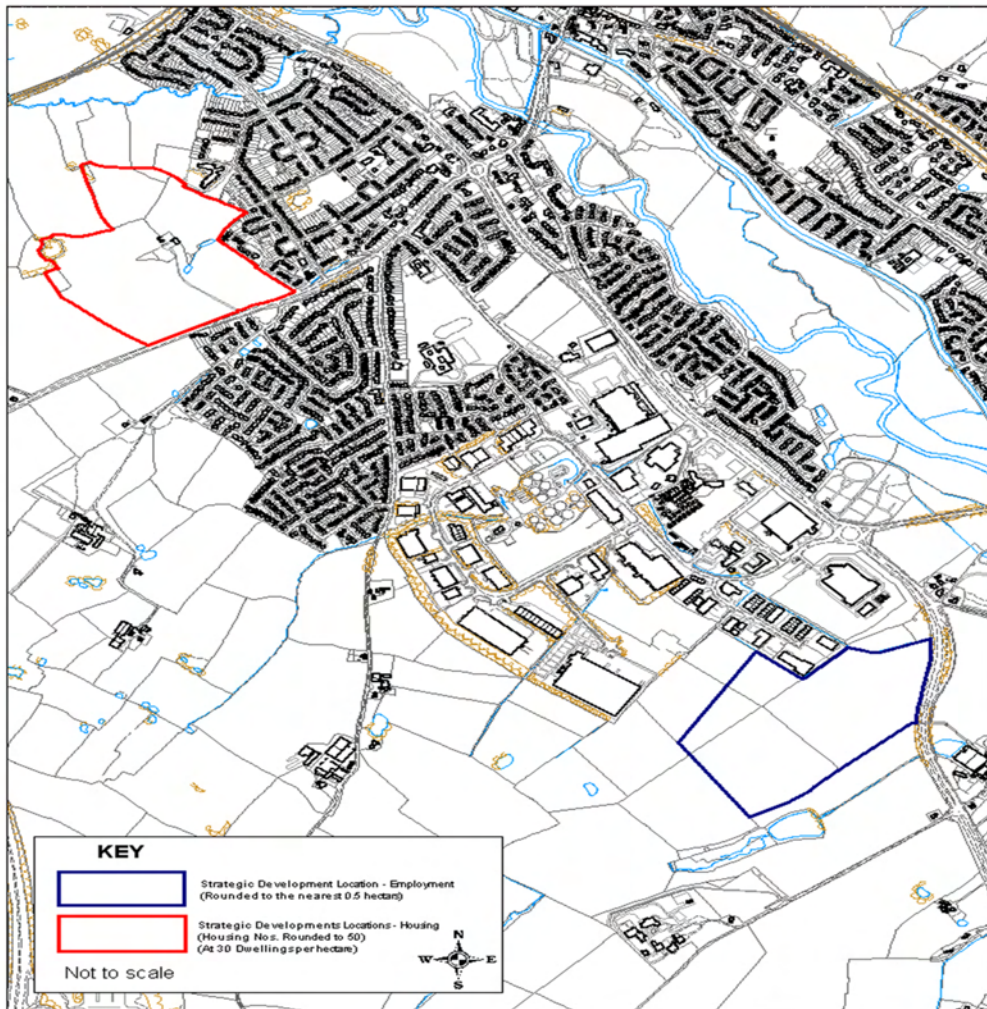 KEY
Strategic Development Location - Employment
(Rounded to the nearest 0.5 hectars)
Strategic Developments Locations - Housing
(Housing Nos. Rounded to 50)
(At 30 Dwellings per hectare)
Not to scale
N
W E
S